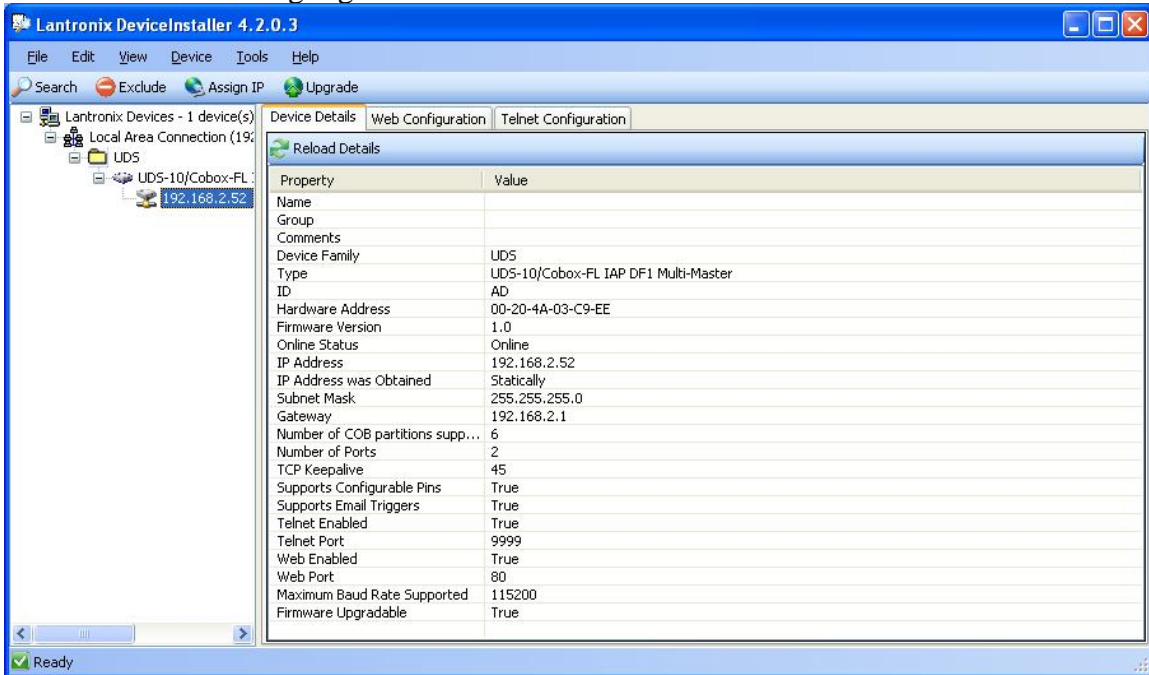 Lantronix DeviceInstaller 4.2.0.3
File Edit View Device Tools Help
Search Exclude Assign IP Upgrade
Lantronix Devices - 1 device(s)
Local Area Connection (192
UDS
UDS-10/Cobox-FL
192.168.2.52
Device Details Web Configuration Telnet Configuration
Reload Details
Property Value
Name
Group
Comments
Device Family UDS
Type UDS-10/Cobox-FL IAP DF1 Multi-Master
ID AD
Hardware Address 00-20-4A-03-C9-EE
Firmware Version 1.0
Online Status Online
IP Address 192.168.2.52
IP Address was Obtained Statically
Subnet Mask 255.255.255.0
Gateway 192.168.2.1
Number of COB partitions supp... 6
Number of Ports 2
TCP Keepalive 45
Supports Configurable Pins True
Supports Email Triggers True
Telnet Enabled True
Telnet Port 9999
Web Enabled True
Web Port 80
Maximum Baud Rate Supported 115200
Firmware Upgradable True
Ready